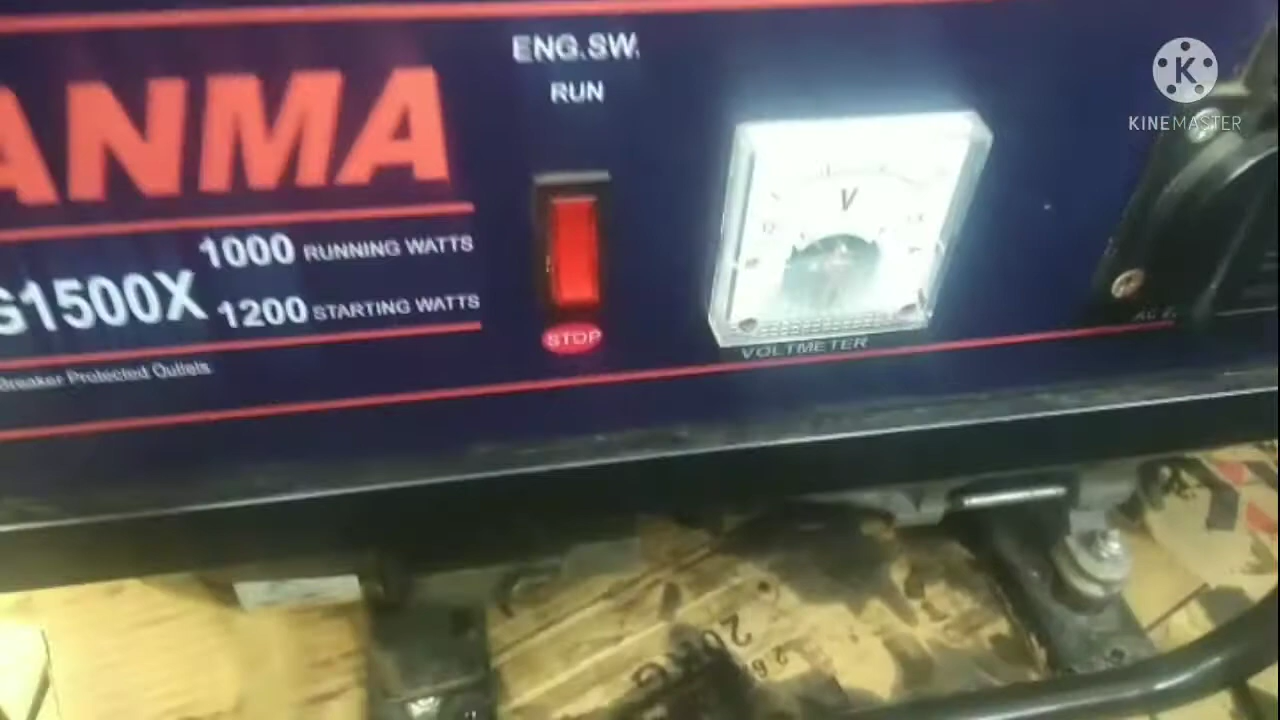 ENG.SW.
RUN
KINEMASTER
ANMA
V
1000 RUNNING WATTS
G1500X
1200 STARTING WATTS
STOP
VOLTMETER
Breaker Protected Outlets